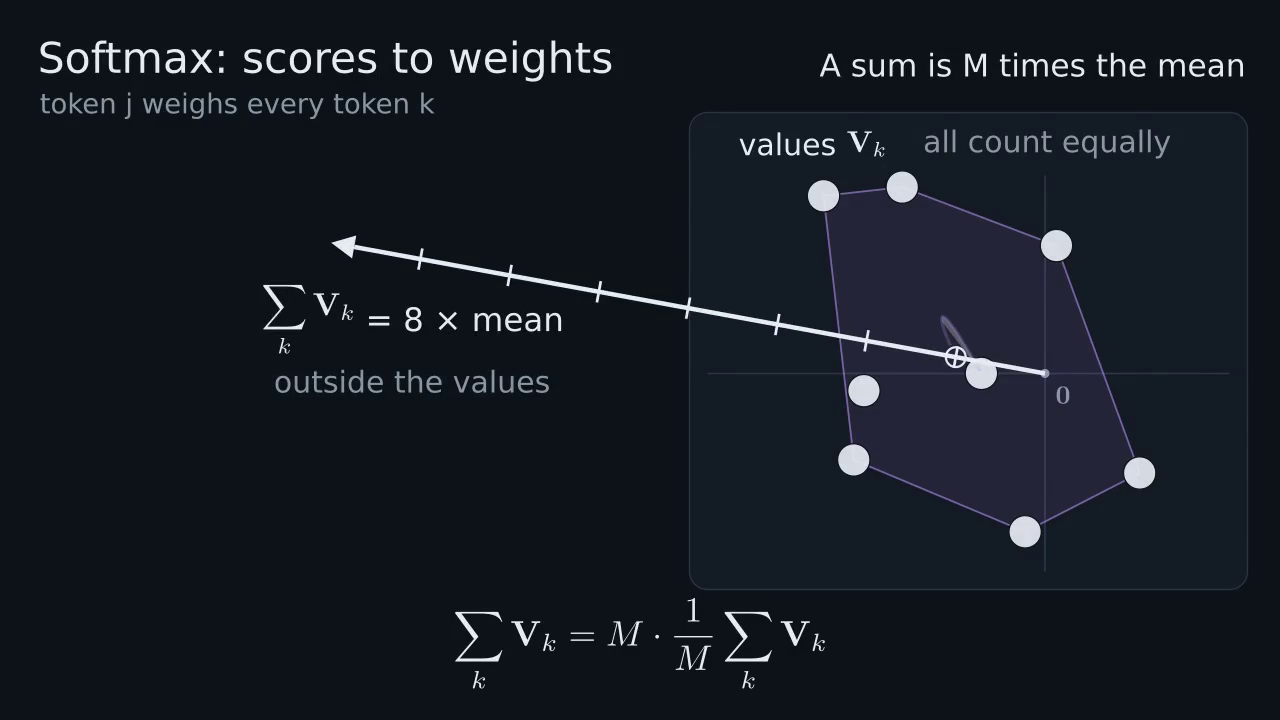 Softmax: scores to weights
token j weighs every token k
A sum is M times the mean
values V_k all count equally
∑_k V_k = 8 × mean
outside the values
0
∑_k V_k = M · 1/M ∑_k V_k